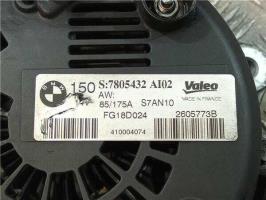 150 S:7805432 AI02 Valeo
AW:
85/175A S7AN10 MADE IN FRANCE
FG18D024 2605773B
410004074